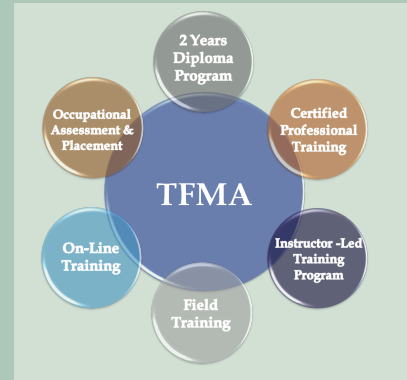 2 Years
Diploma
Program
Certified
Professional
Training
Instructor -Led
Training
Program
Field
Training
On-Line
Training
Occupational
Assessment &
Placement
TFMA